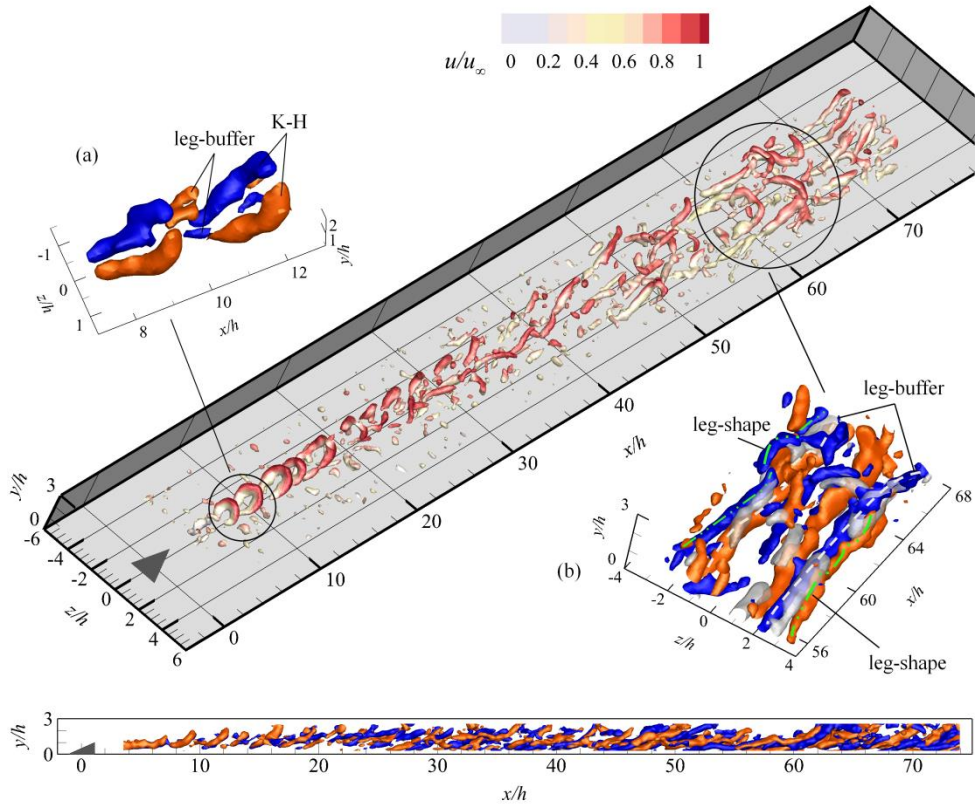 u/u∞ 0 0.2 0.4 0.6 0.8 1
leg-buffer
K-H
(a)
-1
0
1
z/h
8
10
12
x/h
2
1
y/h
70
60
50
40
30
20
10
0
x/h
y/h
3
0
-6
-4
-2
0
2
4
6
z/h
leg-buffer
leg-shape
3
0
y/h
(b)
-4
-2
0
2
4
z/h
68
64
60
56
x/h
leg-shape
3
0
y/h
0 10 20 30 40 50 60 70
x/h